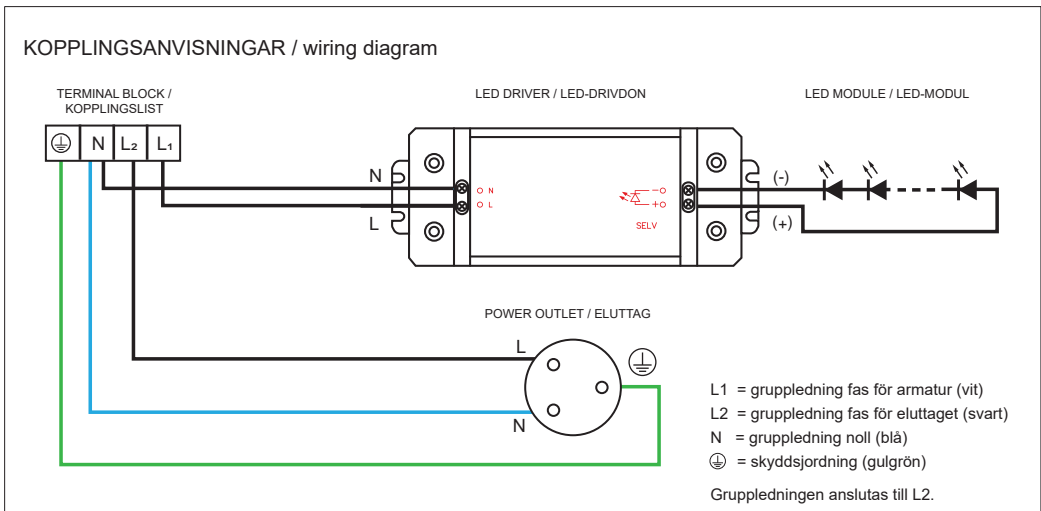 KOPPLINGSANVISNINGAR / wiring diagram
TERMINAL BLOCK /
KOPPLINGSLIST
LED DRIVER / LED-DRIVDON
LED MODULE / LED-MODUL
N L₂ L₁
N
L
N
L
-
+
SELV
(-)
(+)
POWER OUTLET / ELUTTAG
L
N
L1 = gruppledning fas för armatur (vit)
L2 = gruppledning fas för eluttaget (svart)
N = gruppledning noll (blå)
⏚ = skyddsjordning (gulgrön)
Gruppledningen anslutas till L2.